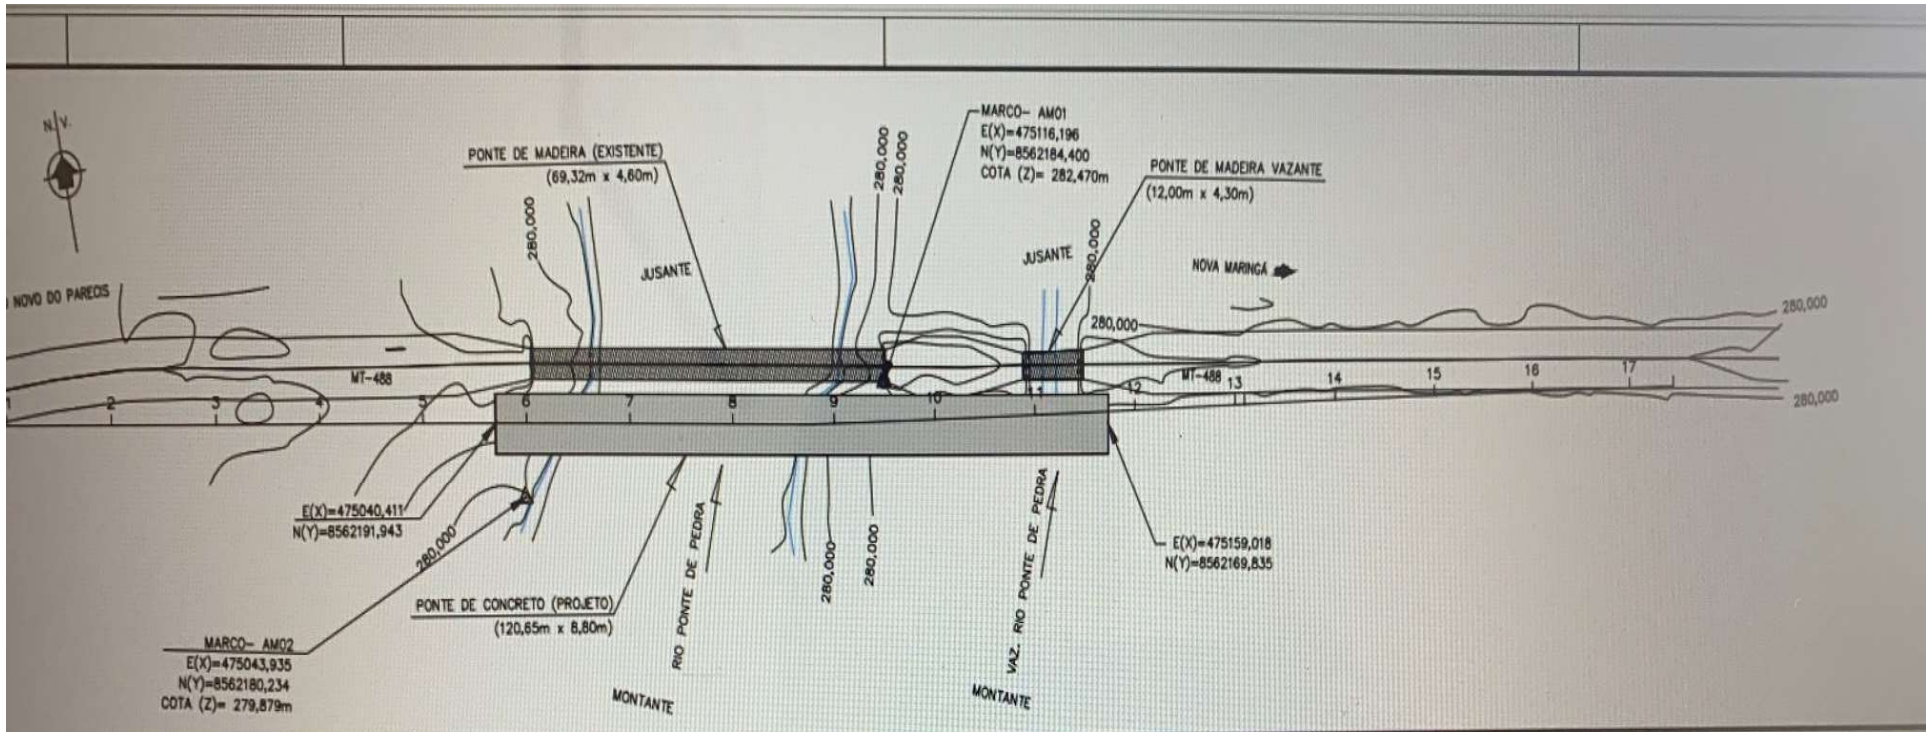 N.V.
PONTE DE MADEIRA (EXISTENTE)
(69,32m x 4,60m)
280,000
280,000
280,000
MARCO- AM01
E(X)=475116,196
N(Y)=8562184,400
COTA (Z)= 282,470m
PONTE DE MADEIRA VAZANTE
(12,00m x 4,30m)
JUSANTE
JUSANTE
280,000
NOVA MARINGÁ
NOVO DO PARECIS
280,000
280,000
MT-488
MT-488
1
2
3
4
5
6
7
8
9
10
11
12
13
14
15
16
17
280,000
E(X)=475040,411
N(Y)=8562191,943
280,000
RIO PONTE DE PEDRA
280,000
280,000
VAZ. RIO PONTE DE PEDRA
E(X)=475159,018
N(Y)=8562169,835
PONTE DE CONCRETO (PROJETO)
(120,65m x 8,80m)
MARCO- AM02
E(X)=475043,935
N(Y)=8562180,234
COTA (Z)= 279,879m
MONTANTE
MONTANTE